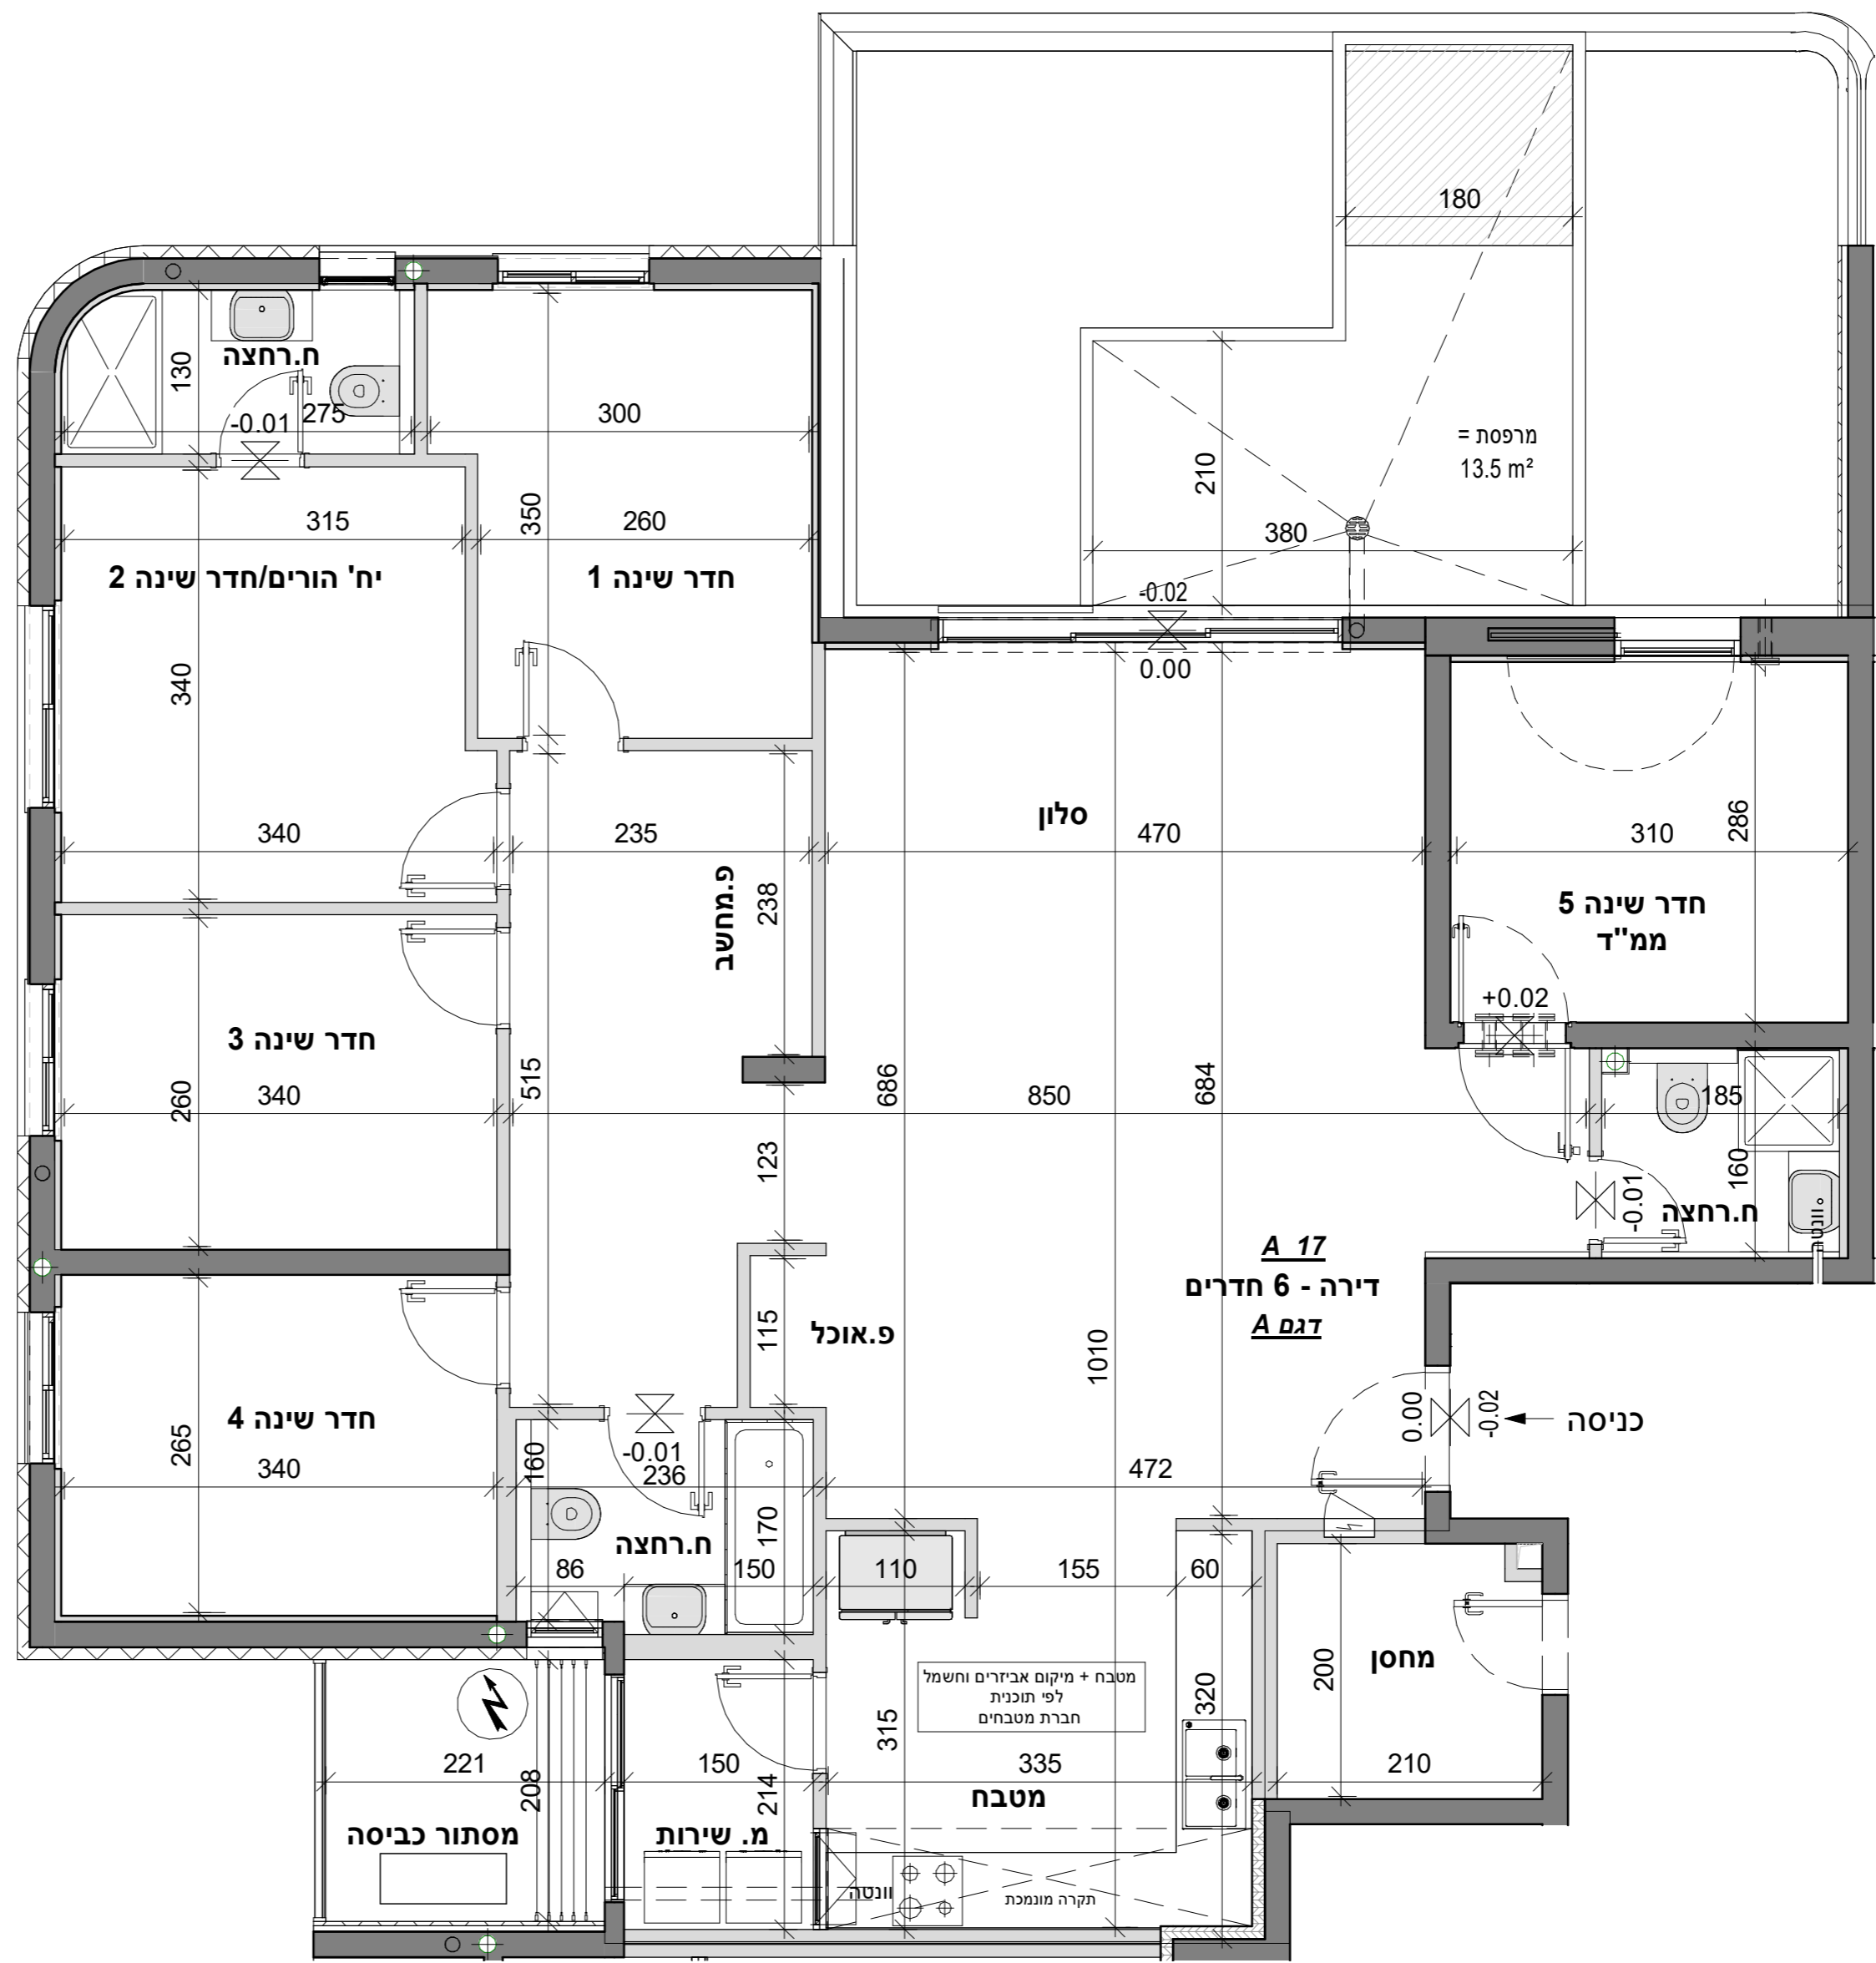 180
ח.רחצה
130
275
-0.01
300
מרפסת =
13.5 m²
210
350
315
260
380
יח' הורים/חדר שינה 2
חדר שינה 1
-0.02
0.00
340
סלון
340
235
470
310
286
פ.מחשב
238
חדר שינה 5
ממ"ד
+0.02
חדר שינה 3
260
340
515
686
850
684
185
123
160
-0.01
ח.רחצה
וונטה
A 17
דירה - 6 חדרים
דגם A
115
פ.אוכל
1010
חדר שינה 4
265
340
0.00
-0.02
כניסה
160
-0.01
236
472
170
ח.רחצה
86
150
110
155
60
מטבח + מיקום אביזרים וחשמל
לפי תוכנית
חברת מטבחים
200
מחסן
320
315
221
208
150
214
335
210
מטבח
מסתור כביסה
מ. שירות
וונטה
תקרה מונמכת